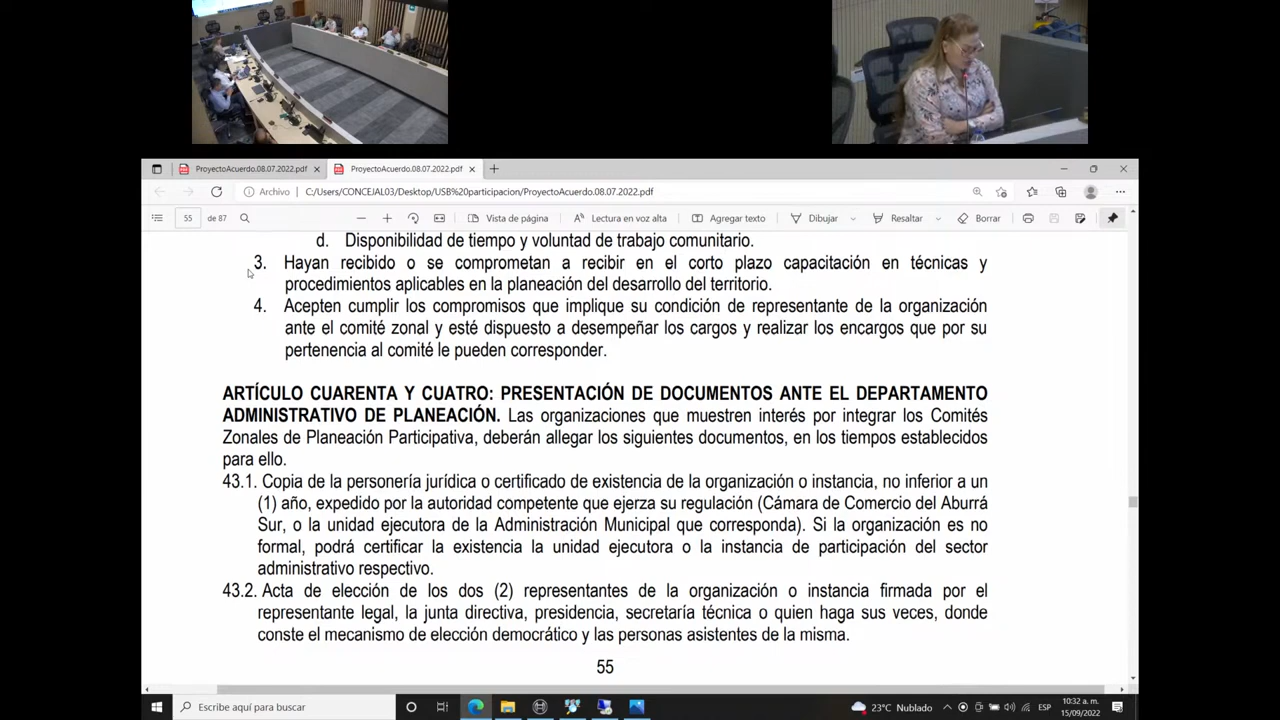 ProyectoAcuerdo.08.07.2022.pdf
ProyectoAcuerdo.08.07.2022.pdf
Archivo C:/Users/CONCEJAL03/Desktop/USB%20participacion/ProyectoAcuerdo.08.07.2022.pdf
55 de 87 Vista de página Lectura en voz alta Agregar texto Dibujar Resaltar Borrar
d. Disponibilidad de tiempo y voluntad de trabajo comunitario.
3. Hayan recibido o se comprometan a recibir en el corto plazo capacitación en técnicas y
procedimientos aplicables en la planeación del desarrollo del territorio.
4. Acepten cumplir los compromisos que implique su condición de representante de la organización
ante el comité zonal y esté dispuesto a desempeñar los cargos y realizar los encargos que por su
pertenencia al comité le pueden corresponder.
ARTÍCULO CUARENTA Y CUATRO: PRESENTACIÓN DE DOCUMENTOS ANTE EL DEPARTAMENTO
ADMINISTRATIVO DE PLANEACIÓN. Las organizaciones que muestren interés por integrar los Comités
Zonales de Planeación Participativa, deberán allegar los siguientes documentos, en los tiempos establecidos
para ello.
43.1. Copia de la personería jurídica o certificado de existencia de la organización o instancia, no inferior a un
(1) año, expedido por la autoridad competente que ejerza su regulación (Cámara de Comercio del Aburrá
Sur, o la unidad ejecutora de la Administración Municipal que corresponda). Si la organización es no
formal, podrá certificar la existencia la unidad ejecutora o la instancia de participación del sector
administrativo respectivo.
43.2. Acta de elección de los dos (2) representantes de la organización o instancia firmada por el
representante legal, la junta directiva, presidencia, secretaría técnica o quien haga sus veces, donde
conste el mecanismo de elección democrático y las personas asistentes de la misma.
55
Escribe aquí para buscar
23°C Nublado
ESP
10:32 a. m.
15/09/2022